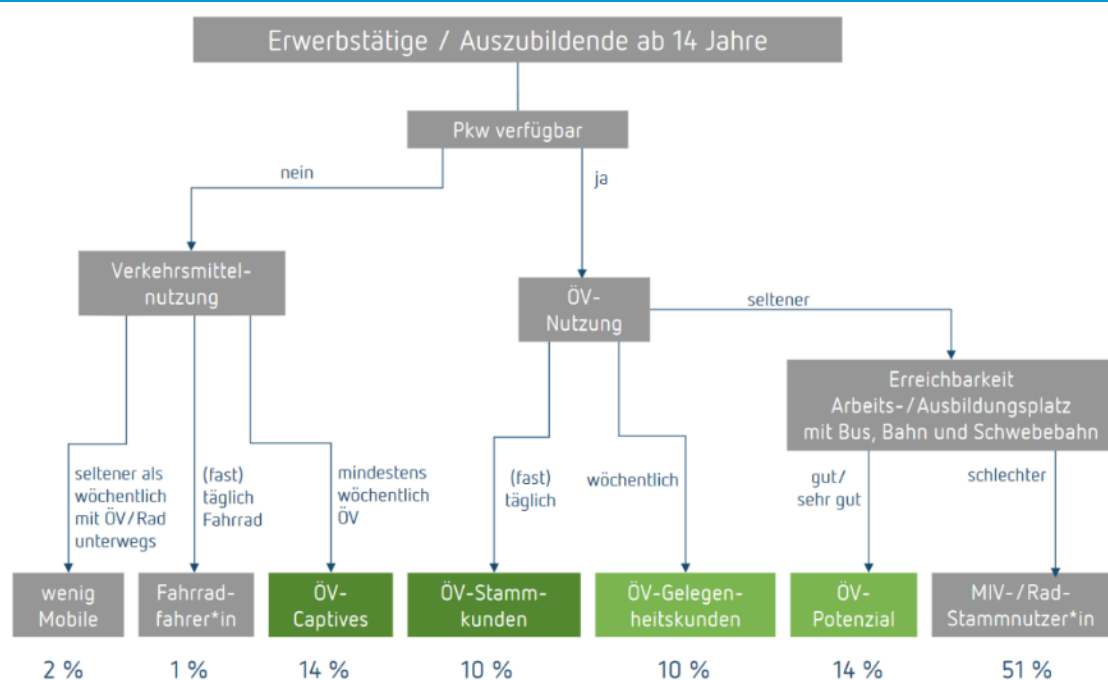 Erwerbstätige / Auszubildende ab 14 Jahre
Pkw verfügbar
nein
ja
Verkehrsmittel-
nutzung
ÖV-
Nutzung
seltener
Erreichbarkeit
Arbeits-/Ausbildungsplatz
mit Bus, Bahn und Schwebebahn
seltener als
wöchentlich
mit ÖV/Rad
unterwegs
(fast)
täglich
Fahrrad
mindestens
wöchentlich
ÖV
(fast)
täglich
wöchentlich
gut/
sehr gut
schlechter
wenig
Mobile
Fahrrad-
fahrer*in
ÖV-
Captives
ÖV-Stamm-
kunden
ÖV-Gelegen-
heitskunden
ÖV-
Potenzial
MIV-/Rad-
Stammnutzer*in
2 %
1 %
14 %
10 %
10 %
14 %
51 %